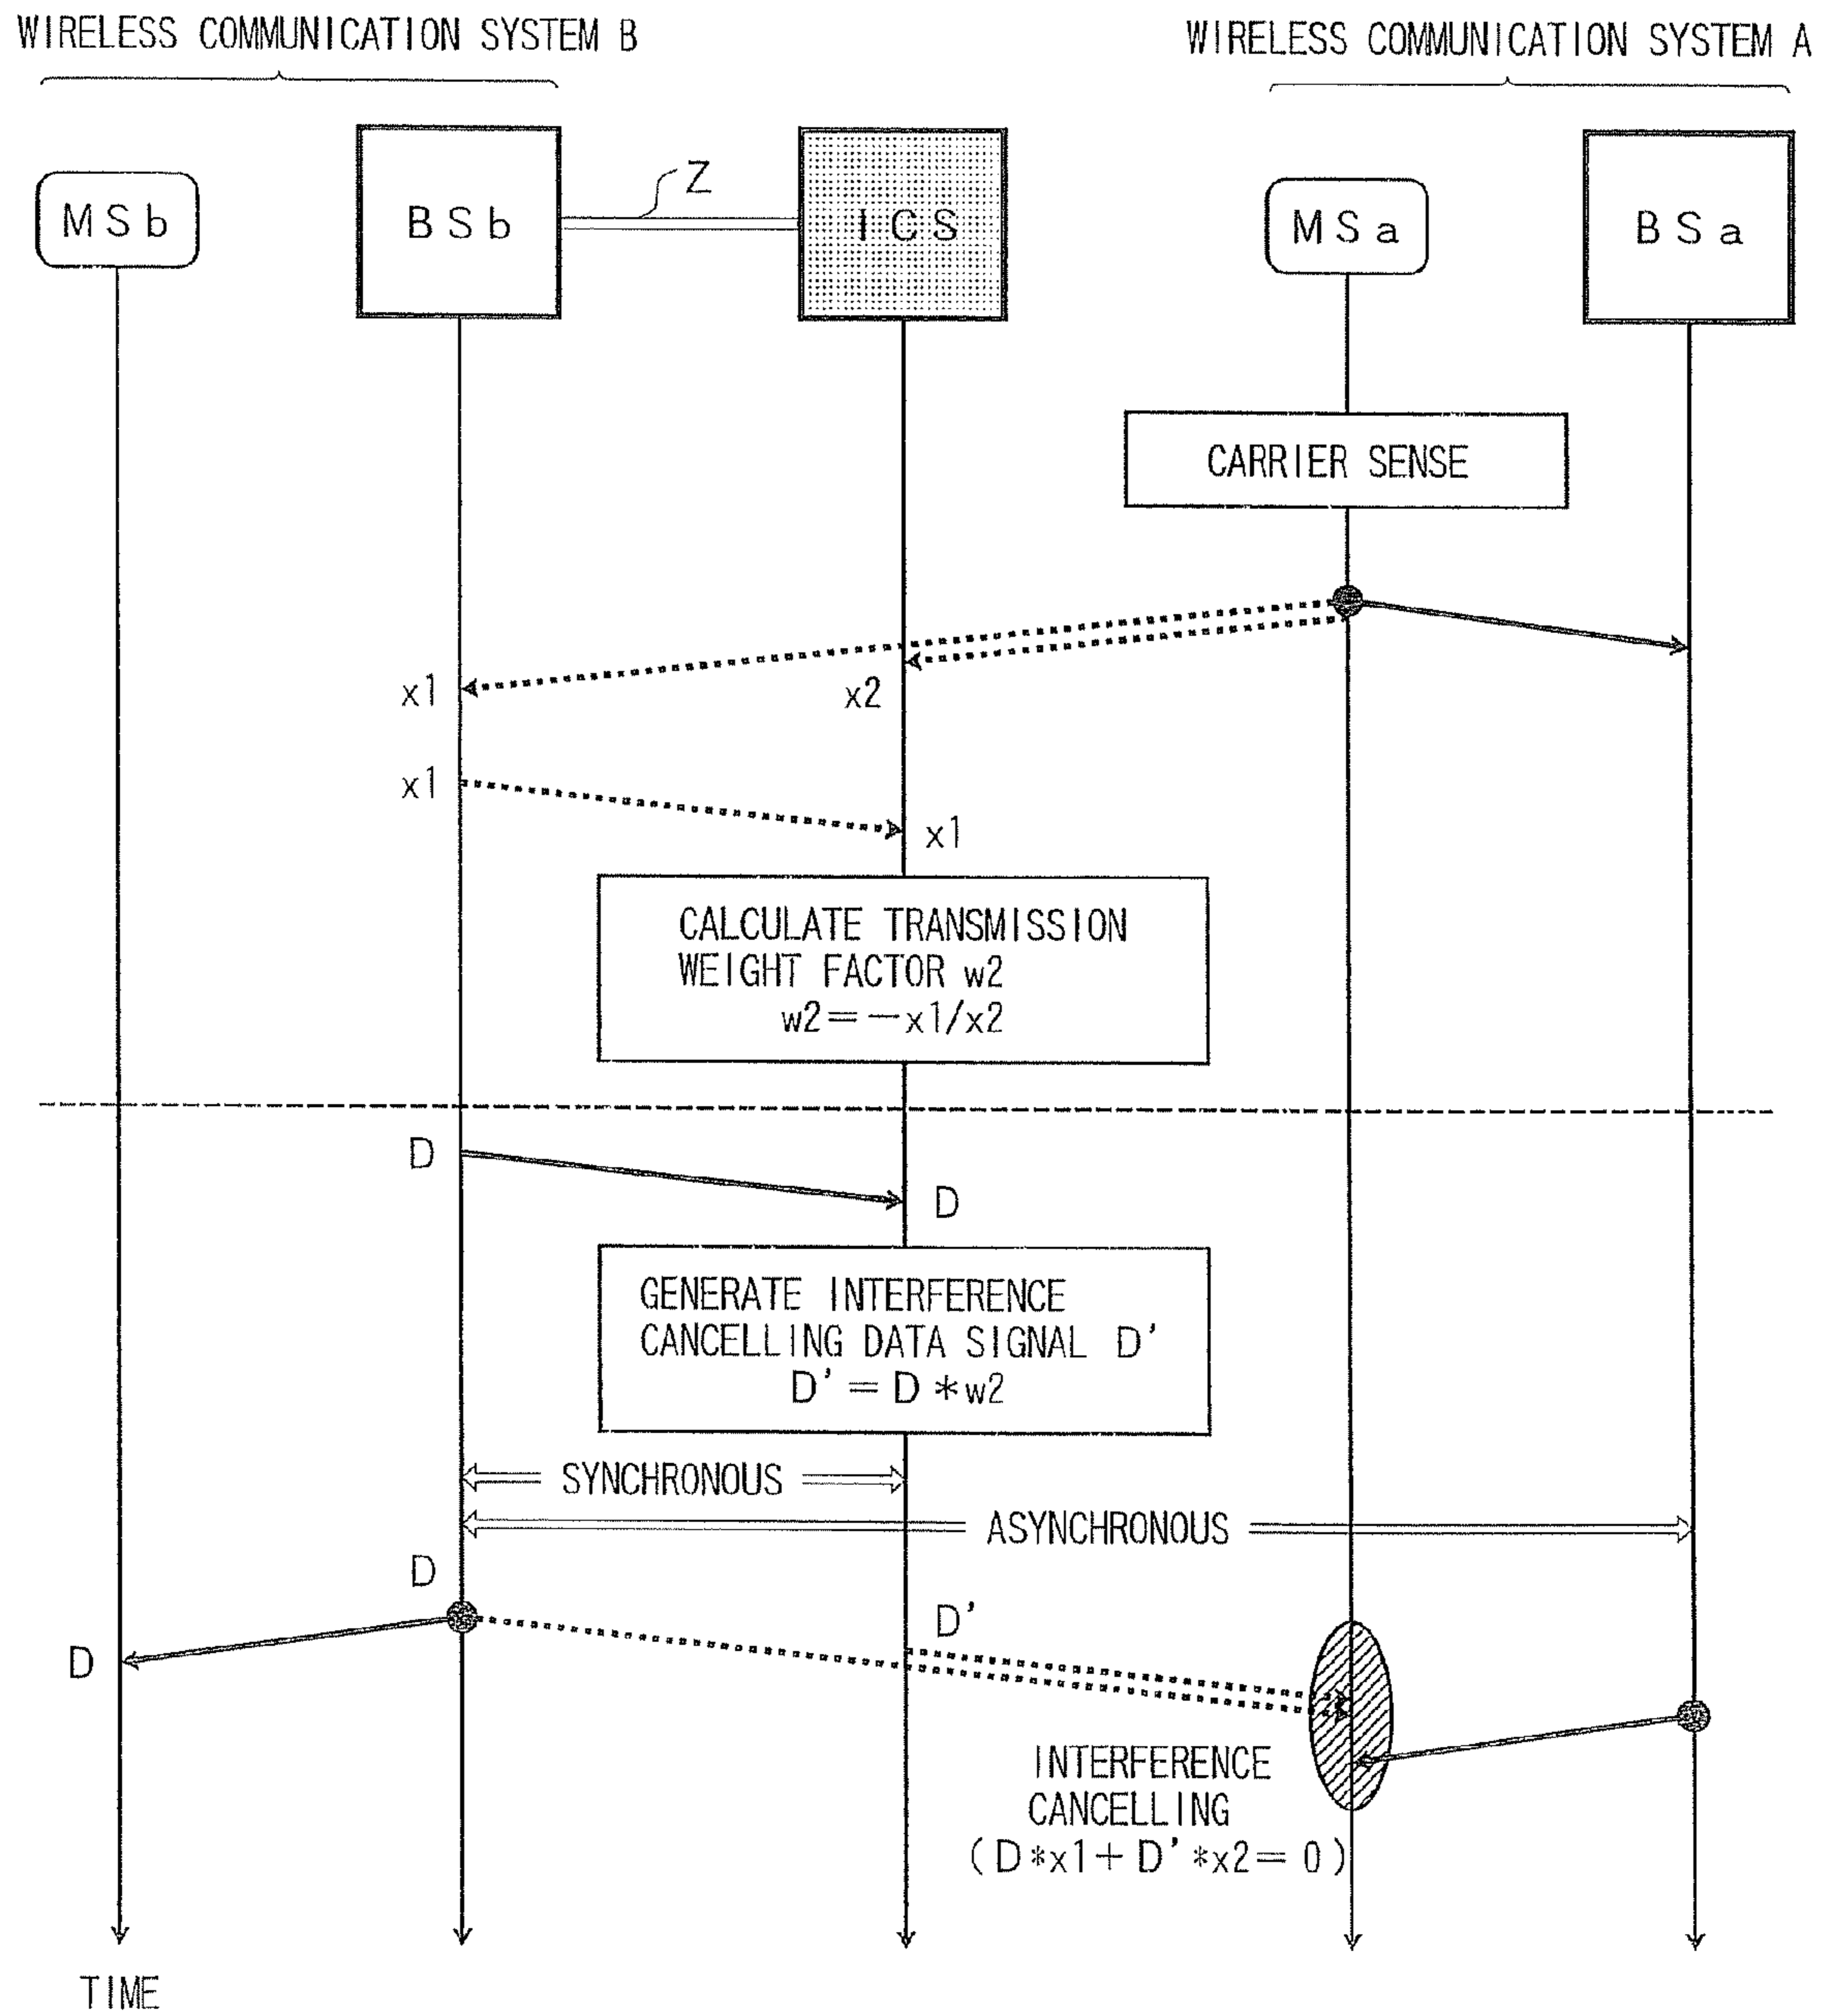 WIRELESS COMMUNICATION SYSTEM B
WIRELESS COMMUNICATION SYSTEM A
MSb
BSb
Z
ICS
MSa
BSa
CARRIER SENSE
x1
x2
x1
x1
CALCULATE TRANSMISSION
WEIGHT FACTOR w2
w2=-x1/x2
D
D
GENERATE INTERFERENCE
CANCELLING DATA SIGNAL D'
D'=D*w2
SYNCHRONOUS
ASYNCHRONOUS
D
D'
D
INTERFERENCE
CANCELLING
(D*x1+D'*x2=0)
TIME